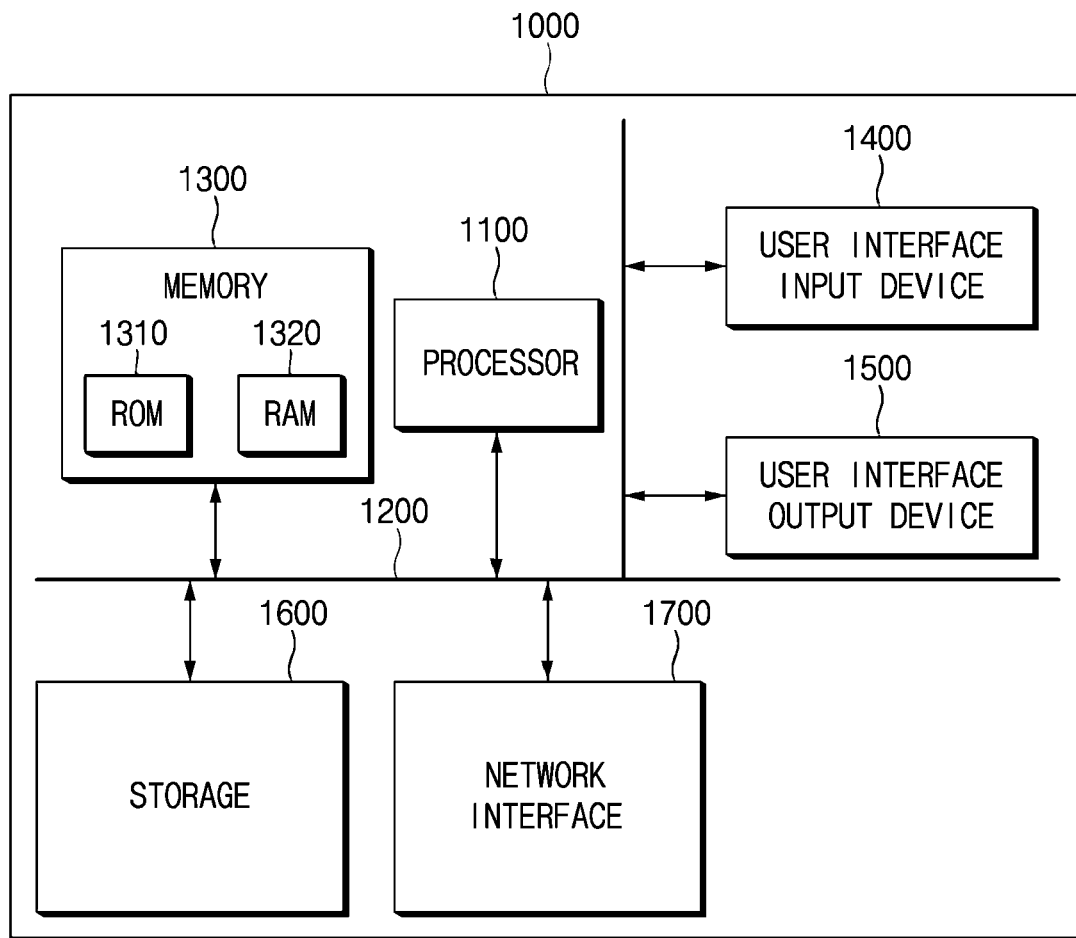 1000
1300
MEMORY
1310
ROM
1320
RAM
1100
PROCESSOR
1400
USER INTERFACE
INPUT DEVICE
1500
USER INTERFACE
OUTPUT DEVICE
1200
1600
STORAGE
1700
NETWORK
INTERFACE